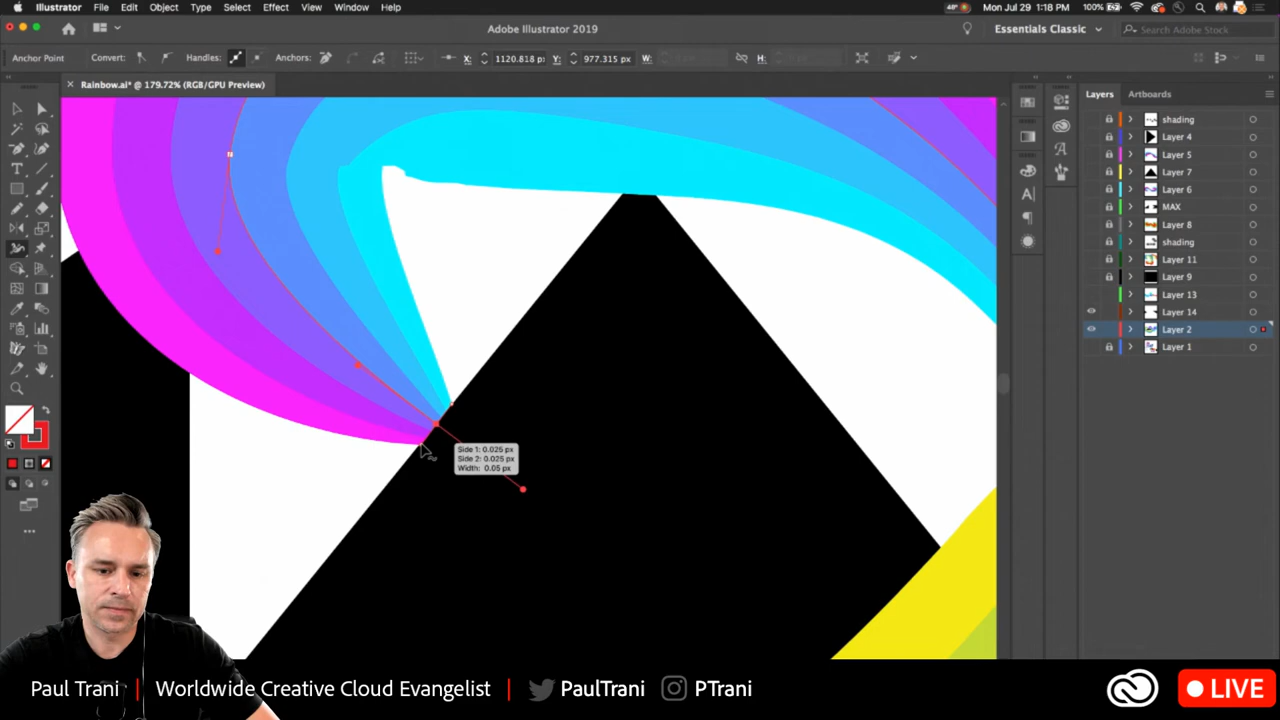 Illustrator File Edit Object Type Select Effect View Window Help
100% Mon Jul 29 1:18 PM
Adobe Illustrator 2019
Essentials Classic
Search Adobe Stock
Anchor Point Convert: Handles: Anchors: X: 1120.818 p Y: 977.315 px W: H:
× Rainbow.ai* @ 179.72% (RGB/GPU Preview)
Layers Artboards
shading
Layer 4
Layer 5
Layer 7
Layer 6
MAX
Layer 8
shading
Layer 11
Layer 9
Layer 13
Layer 14
Layer 2
Layer 1
Side 1: 0.025 px
Side 2: 0.025 px
Width: 0.05 px
Paul Trani | Worldwide Creative Cloud Evangelist | PaulTrani PTrani
LIVE